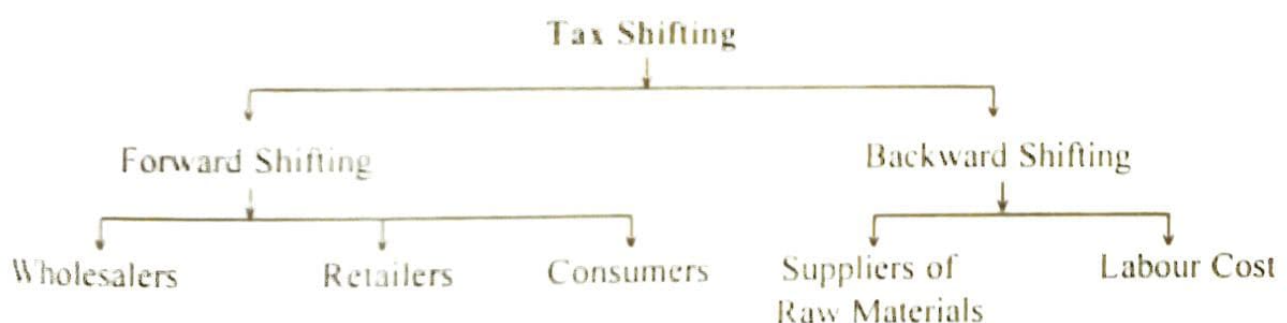 Tax Shifting
Forward Shifting
Backward Shifting
Wholesalers
Retailers
Consumers
Suppliers of
Raw Materials
Labour Cost